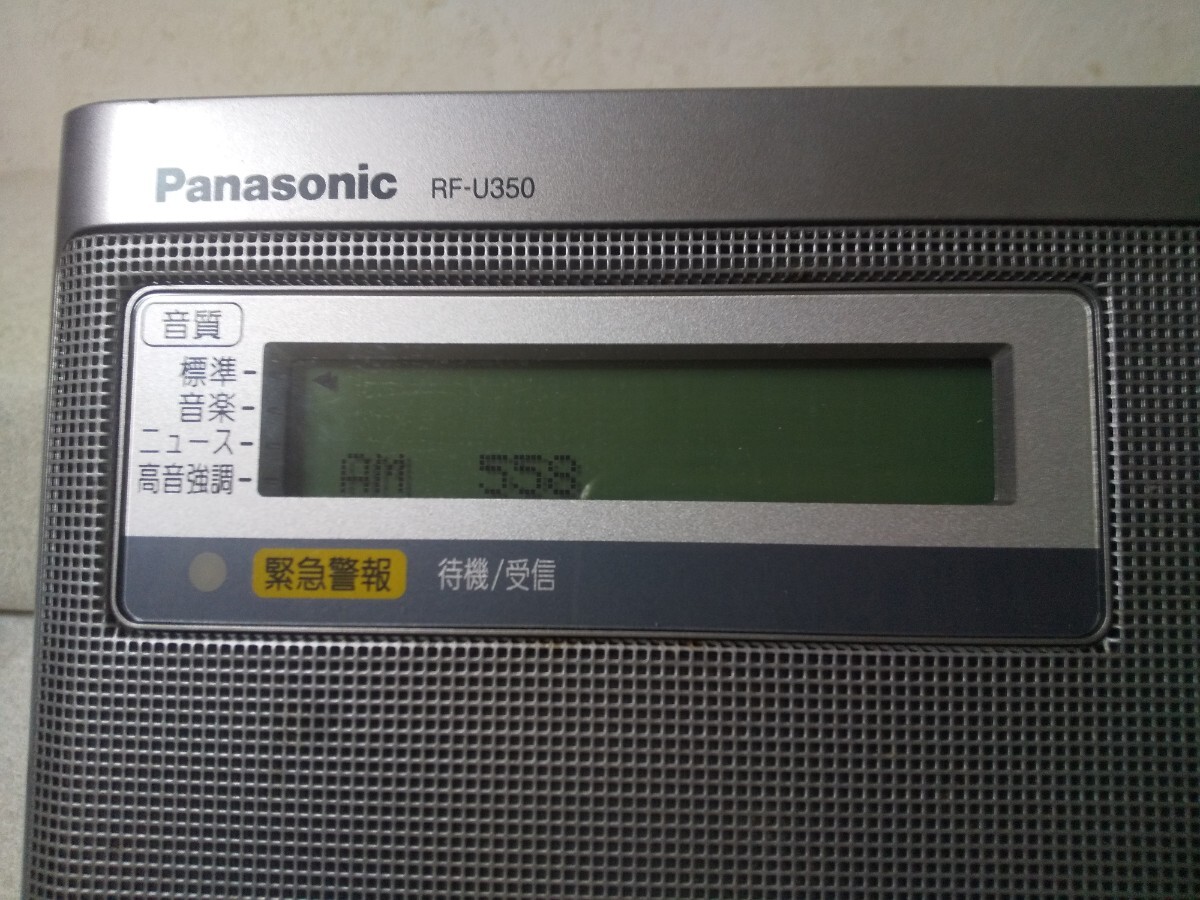 Panasonic RF-U350
音質
標準
音楽
ニュース
高音強調
AM 558
緊急警報 待機/受信